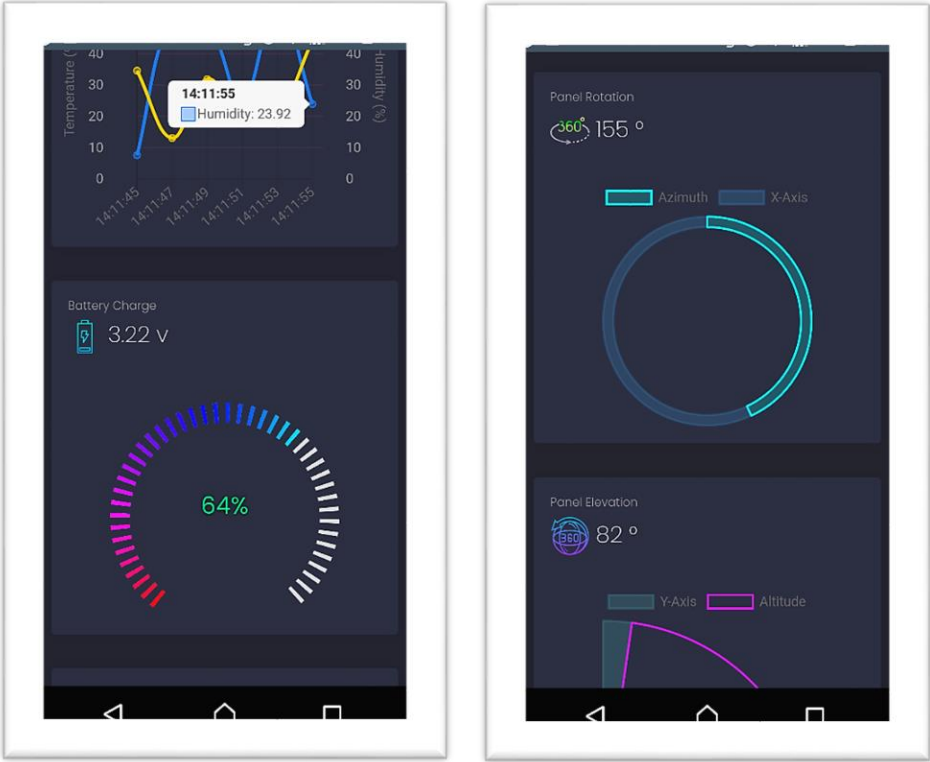 Temperature (
Humidity (%)
40
30
20
10
0
40
30
20
10
0
14:11:55
Humidity: 23.92
14:11:45
14:11:47
14:11:49
14:11:51
14:11:53
14:11:55
Battery Charge
3.22 v
64%
Panel Rotation
360°
155 °
Azimuth
X-Axis
Panel Elevation
360
82 °
Y-Axis
Altitude